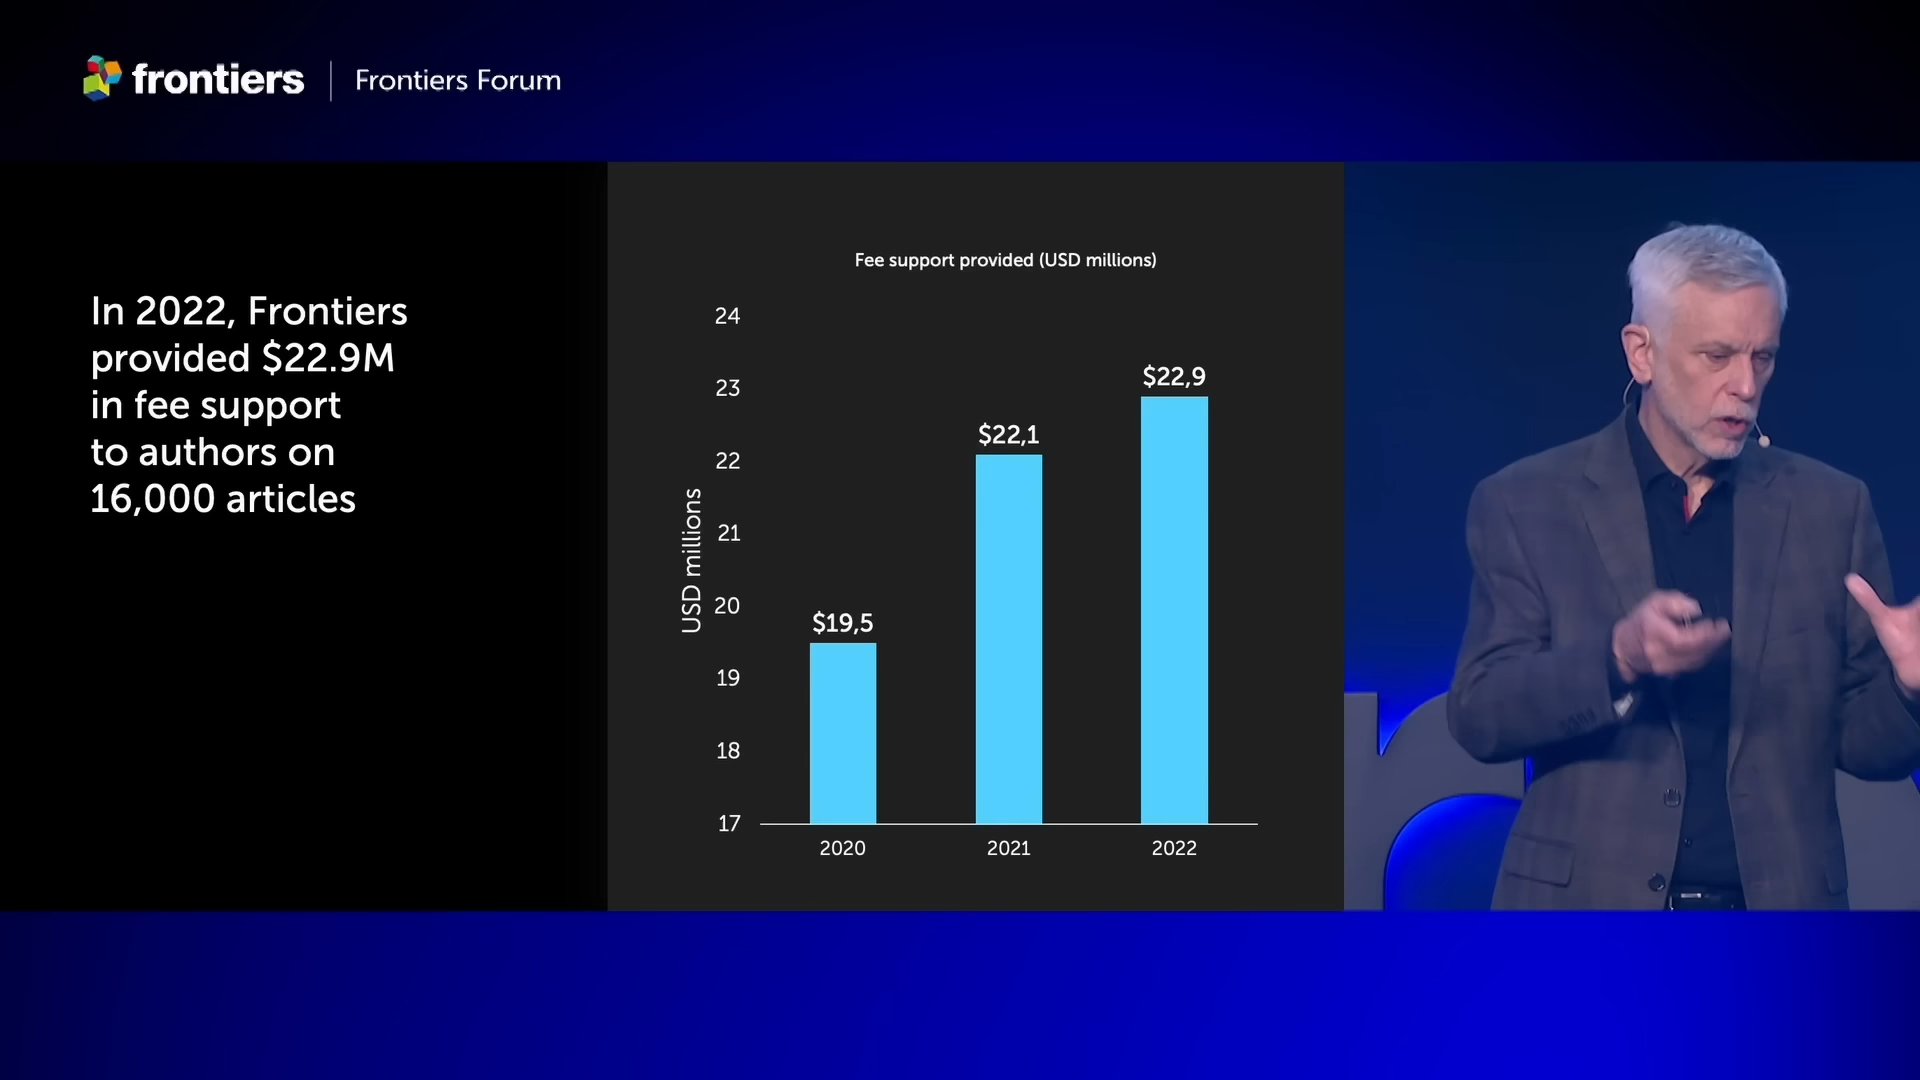 frontiers | Frontiers Forum
In 2022, Frontiers
provided $22.9M
in fee support
to authors on
16,000 articles
Fee support provided (USD millions)
USD millions
24
23
22
21
20
19
18
17
$19,5
$22,1
$22,9
2020
2021
2022